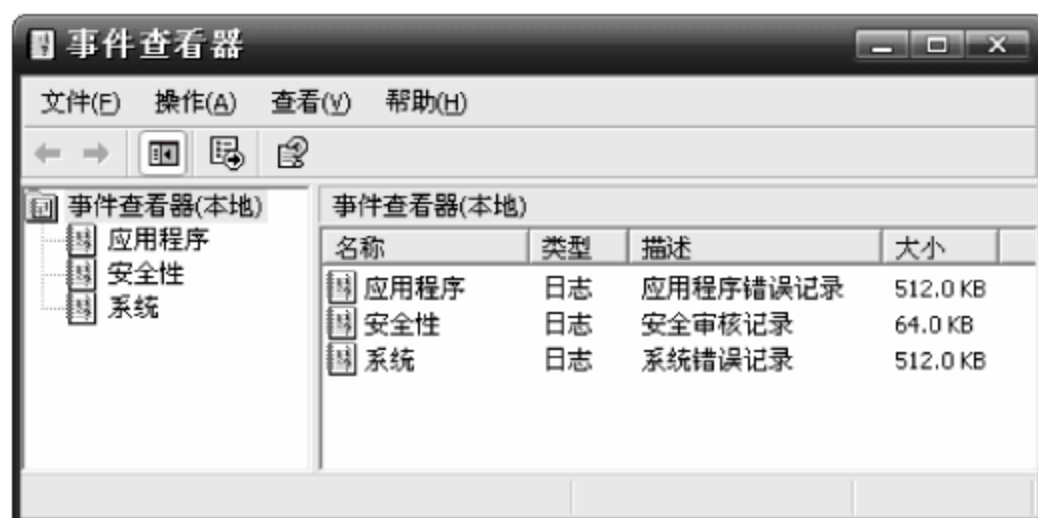 事件查看器
文件(F) 操作(A) 查看(V) 帮助(H)
事件查看器(本地)
应用程序
安全性
系统
事件查看器(本地)
名称 类型 描述 大小
应用程序 日志 应用程序错误记录 512.0 KB
安全性 日志 安全审核记录 64.0 KB
系统 日志 系统错误记录 512.0 KB